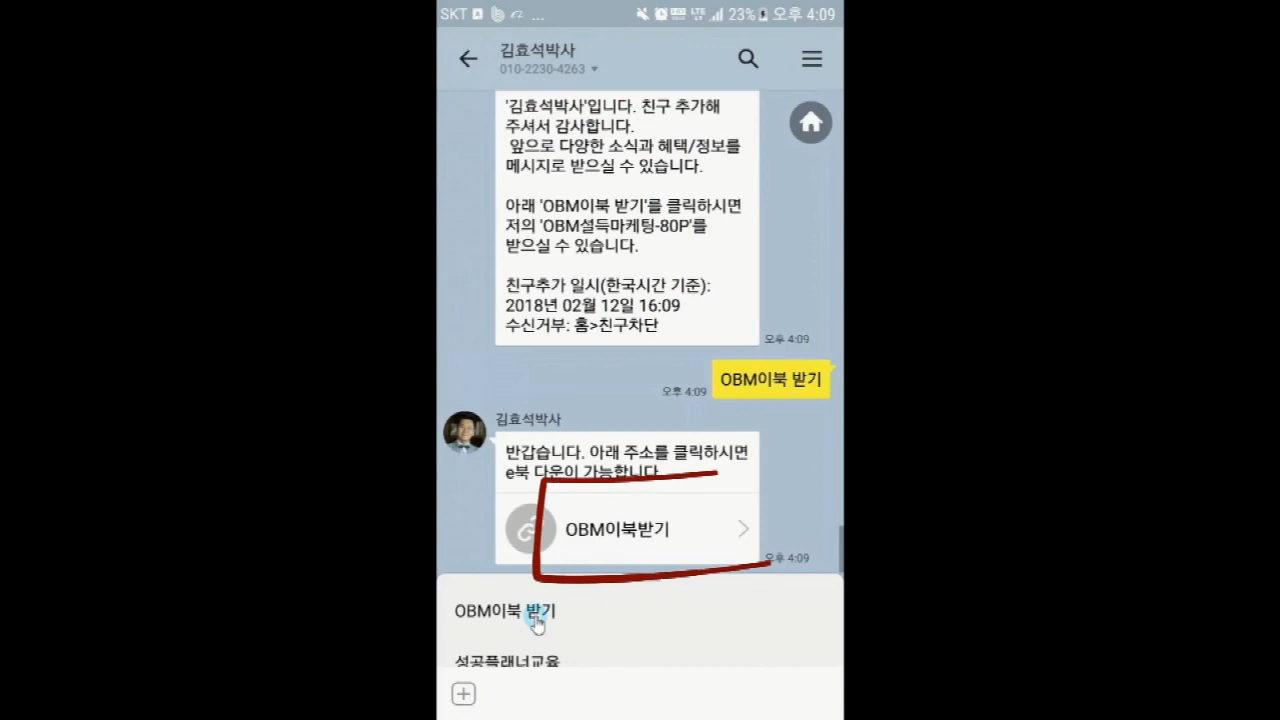 SKT ... LTE 23% 오후 4:09
김효석박사
010-2230-4263
'김효석박사'입니다. 친구 추가해
주셔서 감사합니다.
앞으로 다양한 소식과 혜택/정보를
메시지로 받으실 수 있습니다.
아래 'OBM이북 받기'를 클릭하시면
저의 'OBM설득마케팅-80P'를
받으실 수 있습니다.
친구추가 일시(한국시간 기준):
2018년 02월 12일 16:09
수신거부: 홈>친구차단
오후 4:09
OBM이북 받기
오후 4:09
김효석박사
반갑습니다. 아래 주소를 클릭하시면
e북 다운이 가능합니다
OBM이북받기
오후 4:09
OBM이북 받기
성공플래너교육